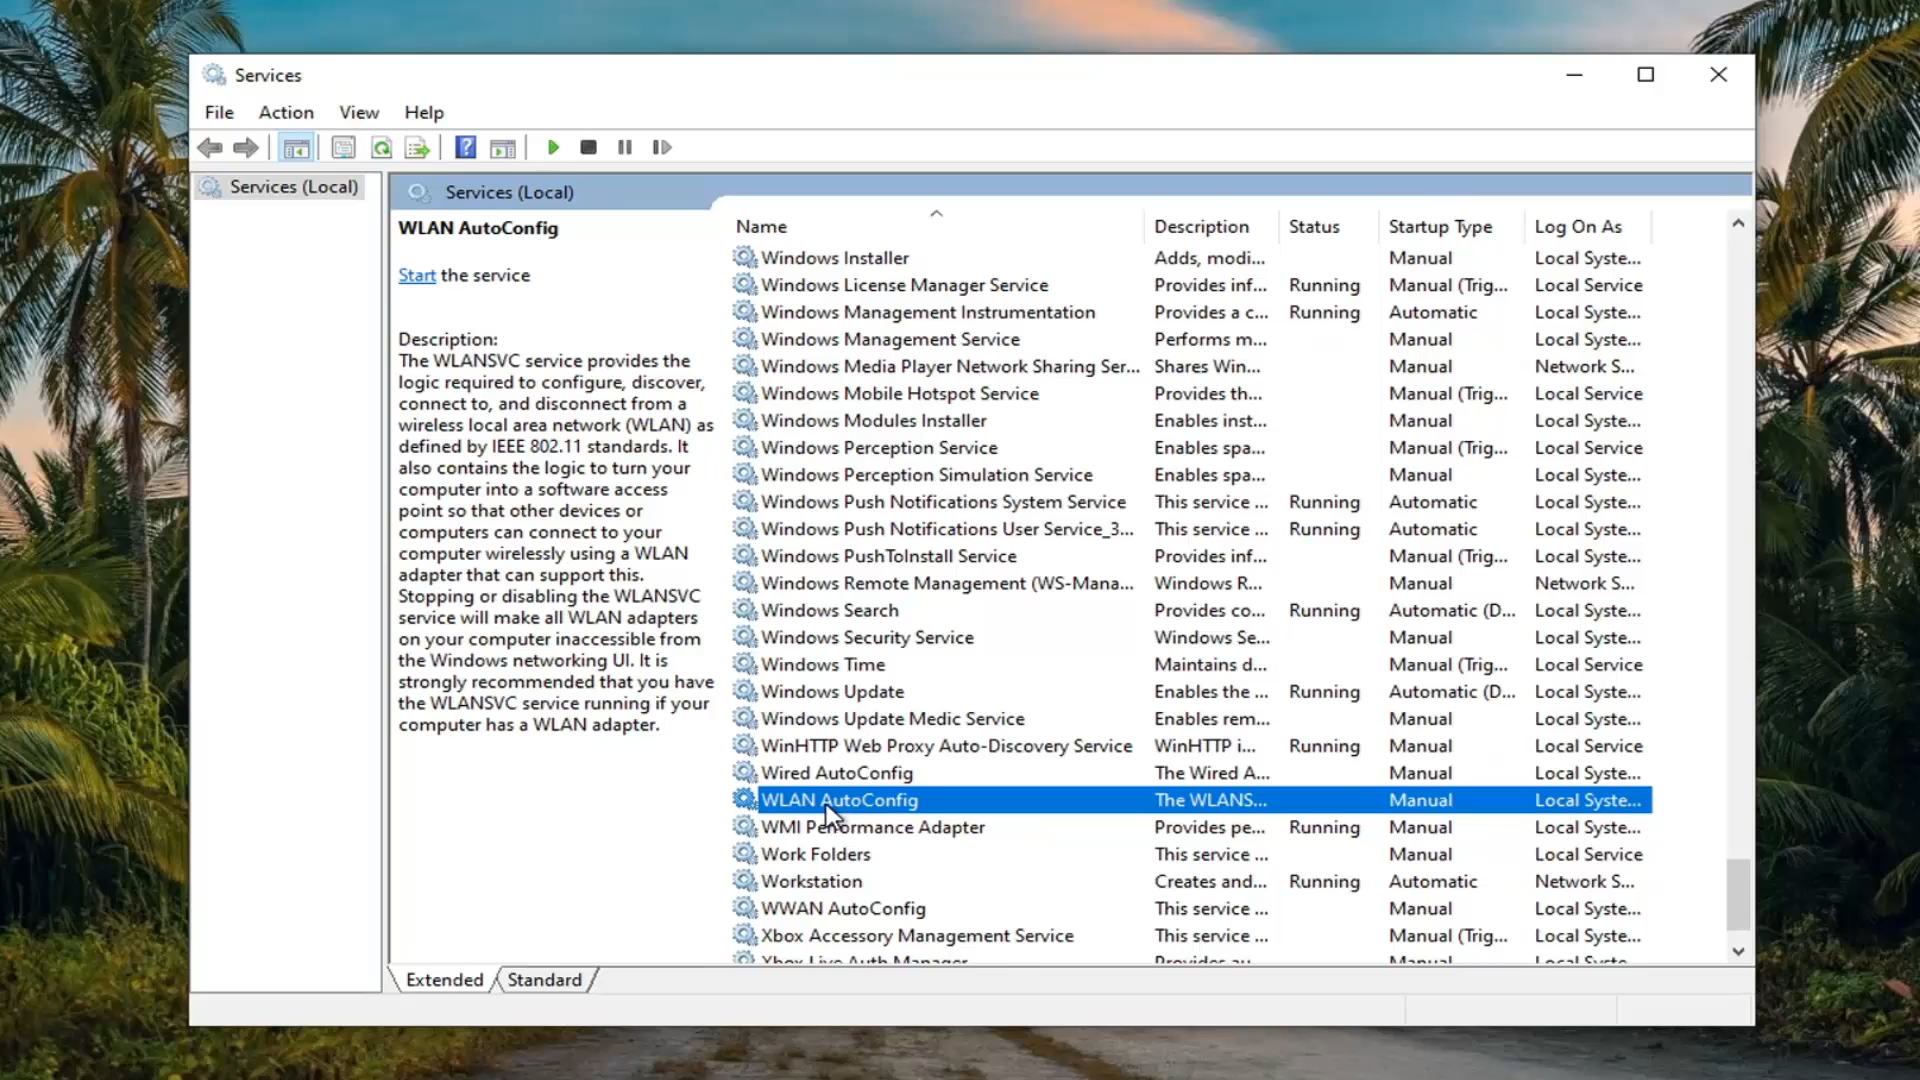 Services
File Action View Help
Services (Local)
Services (Local)
WLAN AutoConfig
Start the service
Description:
The WLANSVC service provides the
logic required to configure, discover,
connect to, and disconnect from a
wireless local area network (WLAN) as
defined by IEEE 802.11 standards. It
also contains the logic to turn your
computer into a software access
point so that other devices or
computers can connect to your
computer wirelessly using a WLAN
adapter that can support this.
Stopping or disabling the WLANSVC
service will make all WLAN adapters
on your computer inaccessible from
the Windows networking UI. It is
strongly recommended that you have
the WLANSVC service running if your
computer has a WLAN adapter.
Name Description Status Startup Type Log On As
Windows Installer Adds, modi... Manual Local Syste...
Windows License Manager Service Provides inf... Running Manual (Trig... Local Service
Windows Management Instrumentation Provides a c... Running Automatic Local Syste...
Windows Management Service Performs m... Manual Local Syste...
Windows Media Player Network Sharing Ser... Shares Win... Manual Network S...
Windows Mobile Hotspot Service Provides th... Manual (Trig... Local Service
Windows Modules Installer Enables inst... Manual Local Syste...
Windows Perception Service Enables spa... Manual (Trig... Local Service
Windows Perception Simulation Service Enables spa... Manual Local Syste...
Windows Push Notifications System Service This service ... Running Automatic Local Syste...
Windows Push Notifications User Service_3... This service ... Running Automatic Local Syste...
Windows PushToInstall Service Provides inf... Manual (Trig... Local Syste...
Windows Remote Management (WS-Mana... Windows R... Manual Network S...
Windows Search Provides co... Running Automatic (D... Local Syste...
Windows Security Service Windows Se... Manual Local Syste...
Windows Time Maintains d... Manual (Trig... Local Service
Windows Update Enables the ... Running Automatic (D... Local Syste...
Windows Update Medic Service Enables rem... Manual Local Syste...
WinHTTP Web Proxy Auto-Discovery Service WinHTTP i... Running Manual Local Service
Wired AutoConfig The Wired A... Manual Local Syste...
WLAN AutoConfig The WLANS... Manual Local Syste...
WMI Performance Adapter Provides pe... Running Manual Local Syste...
Work Folders This service ... Manual Local Service
Workstation Creates and... Running Automatic Network S...
WWAN AutoConfig This service ... Manual Local Syste...
Xbox Accessory Management Service This service ... Manual (Trig... Local Syste...
Xbox Live Auth Manager Provides au... Manual Local Syste...
Extended Standard